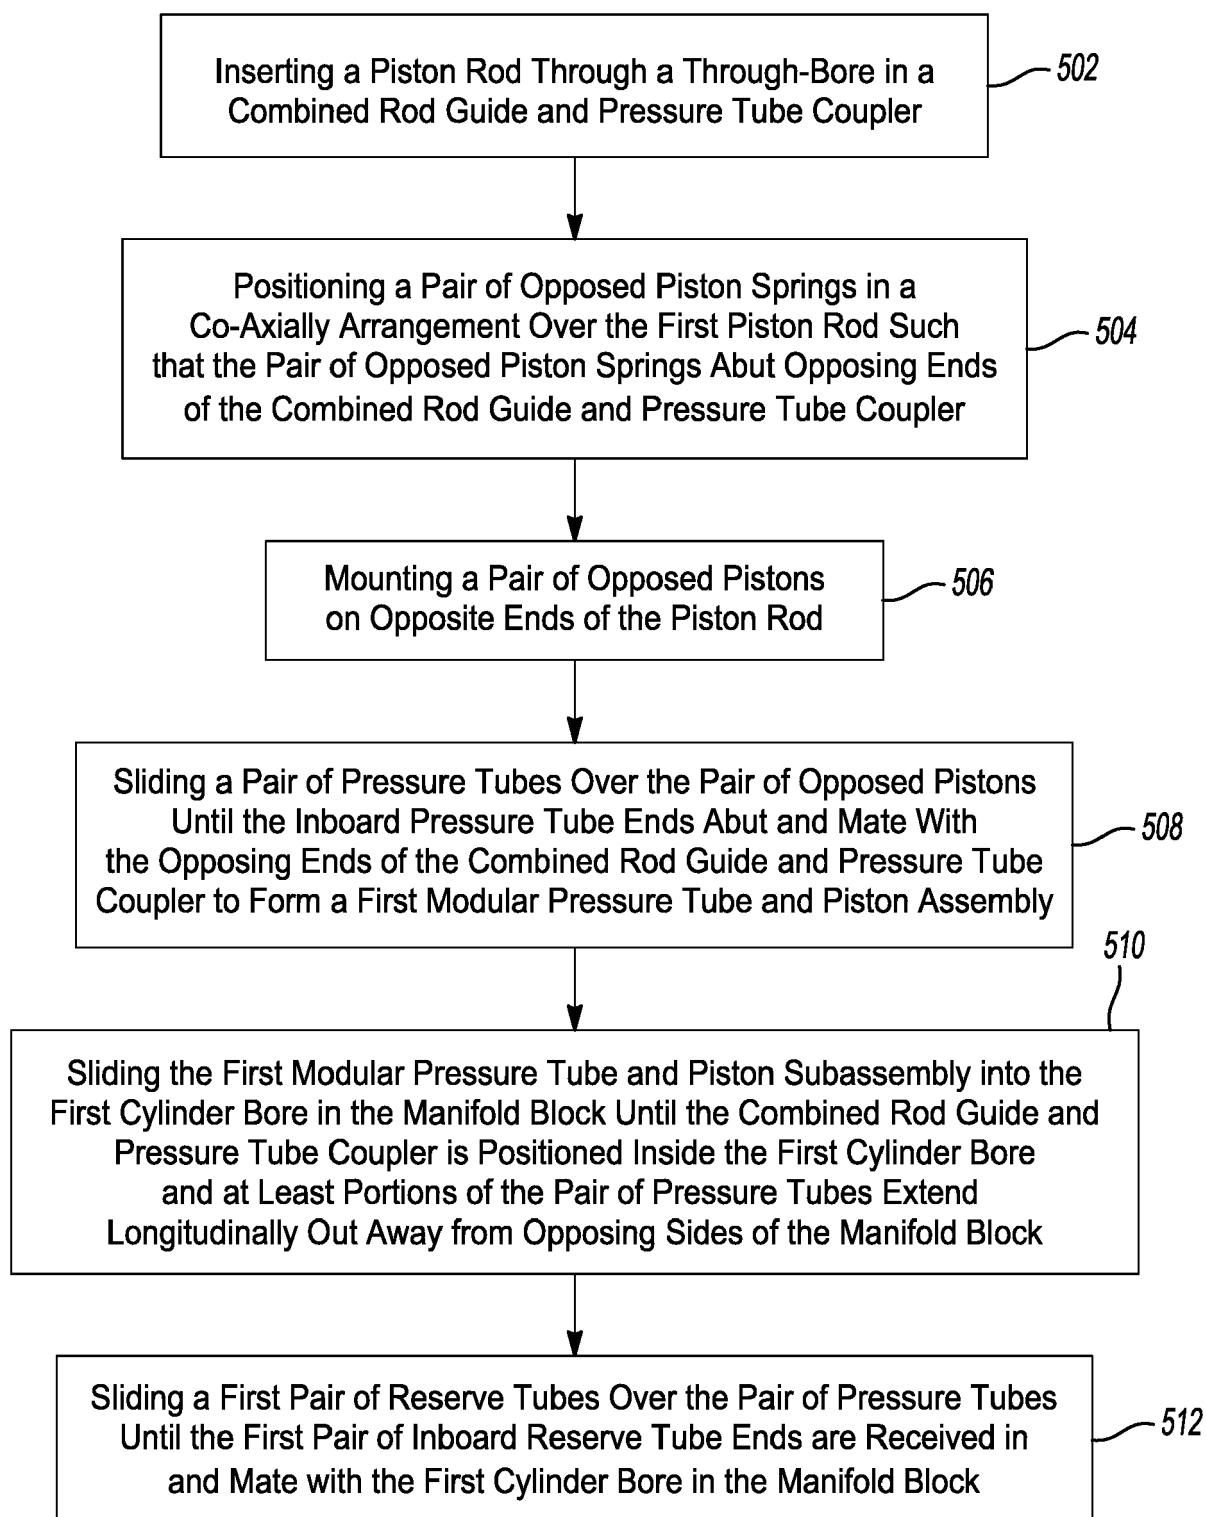 Inserting a Piston Rod Through a Through-Bore in a
Combined Rod Guide and Pressure Tube Coupler
502
Positioning a Pair of Opposed Piston Springs in a
Co-Axially Arrangement Over the First Piston Rod Such
that the Pair of Opposed Piston Springs Abut Opposing Ends
of the Combined Rod Guide and Pressure Tube Coupler
504
Mounting a Pair of Opposed Pistons
on Opposite Ends of the Piston Rod
506
Sliding a Pair of Pressure Tubes Over the Pair of Opposed Pistons
Until the Inboard Pressure Tube Ends Abut and Mate With
the Opposing Ends of the Combined Rod Guide and Pressure Tube
Coupler to Form a First Modular Pressure Tube and Piston Assembly
508
510
Sliding the First Modular Pressure Tube and Piston Subassembly into the
First Cylinder Bore in the Manifold Block Until the Combined Rod Guide and
Pressure Tube Coupler is Positioned Inside the First Cylinder Bore
and at Least Portions of the Pair of Pressure Tubes Extend
Longitudinally Out Away from Opposing Sides of the Manifold Block
Sliding a First Pair of Reserve Tubes Over the Pair of Pressure Tubes
Until the First Pair of Inboard Reserve Tube Ends are Received in
and Mate with the First Cylinder Bore in the Manifold Block
512